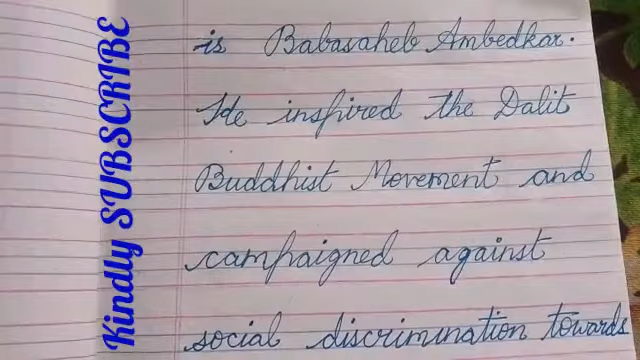 is Babasaheb Ambedkar.
He inspired the Dalit
Buddhist Movement and
campaigned against
social discrimination towards
Kindly SUBSCRIBE